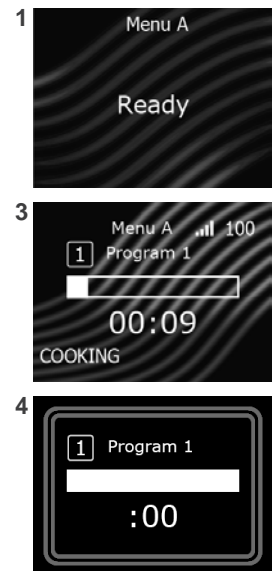 1
Menu A
Ready
3
Menu A 100
1 Program 1
00:09
COOKING
4
1 Program 1
:00